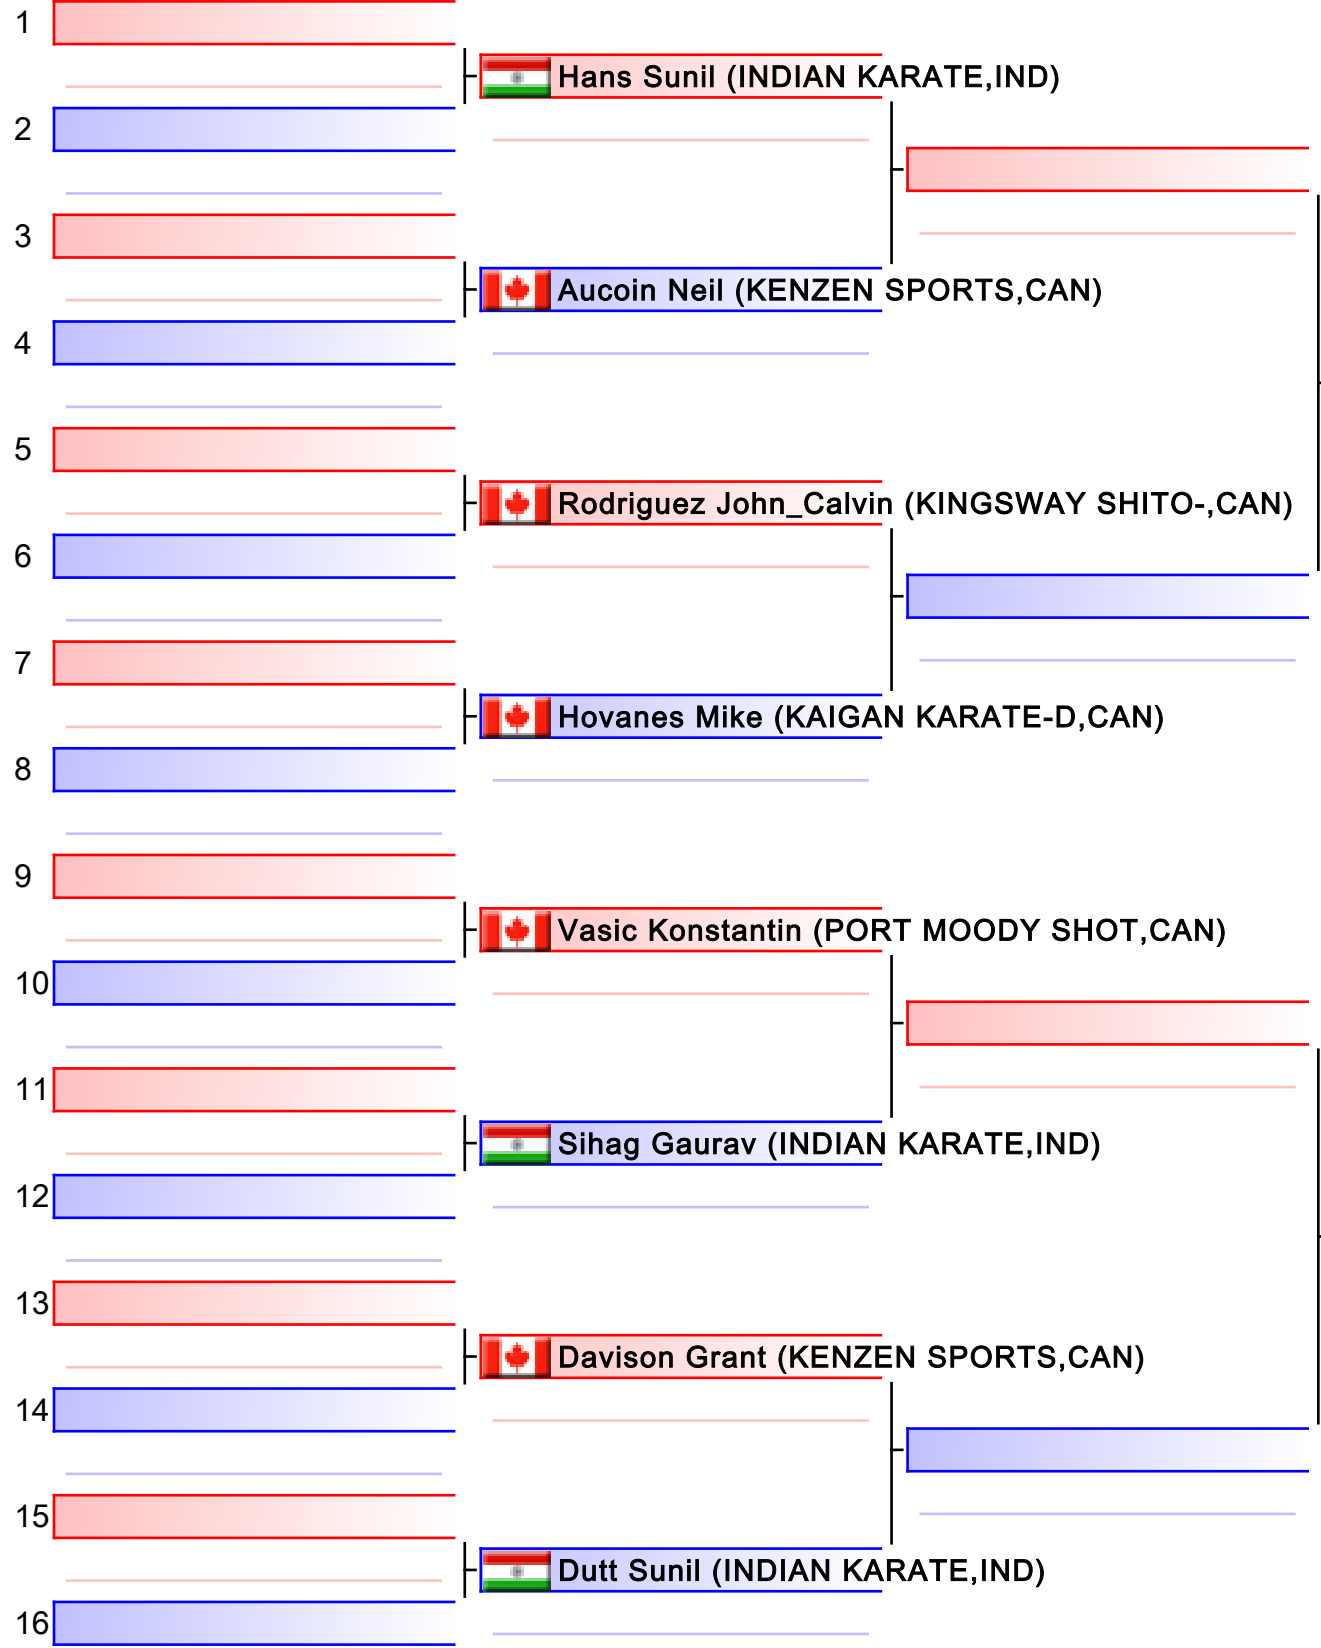 1
Hans Sunil (INDIAN KARATE,IND)
2
3
Aucoin Neil (KENZEN SPORTS,CAN)
4
5
Rodriguez John_Calvin (KINGSWAY SHITO-,CAN)
6
7
Hovanes Mike (KAIGAN KARATE-D,CAN)
8
9
Vasic Konstantin (PORT MOODY SHOT,CAN)
10
11
Sihag Gaurav (INDIAN KARATE,IND)
12
13
Davison Grant (KENZEN SPORTS,CAN)
14
15
Dutt Sunil (INDIAN KARATE,IND)
16